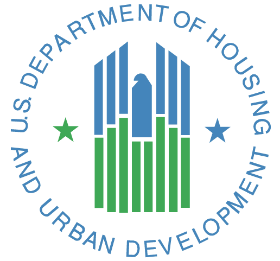 U.S. DEPARTMENT OF HOUSING
AND URBAN DEVELOPMENT